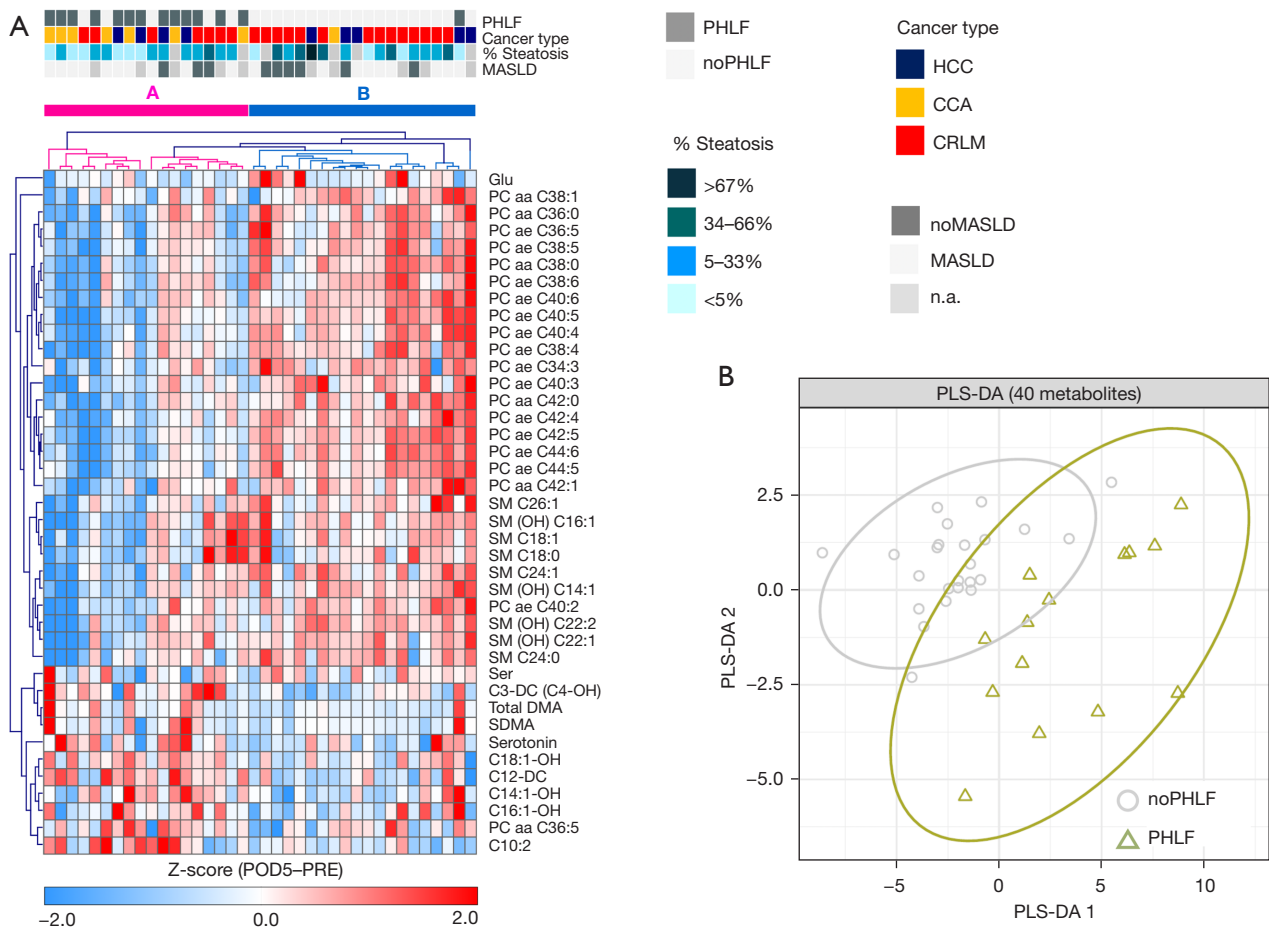 A
PHLF
Cancer type
% Steatosis
MASLD
A
B
Glu
PC aa C38:1
PC aa C36:0
PC ae C36:5
PC ae C38:5
PC aa C38:0
PC ae C38:6
PC ae C40:6
PC ae C40:5
PC ae C40:4
PC ae C38:4
PC ae C34:3
PC ae C40:3
PC aa C42:0
PC ae C42:4
PC ae C42:5
PC ae C44:6
PC ae C44:5
PC aa C42:1
SM C26:1
SM (OH) C16:1
SM C18:1
SM C18:0
SM C24:1
SM (OH) C14:1
PC ae C40:2
SM (OH) C22:2
SM (OH) C22:1
SM C24:0
Ser
C3-DC (C4-OH)
Total DMA
SDMA
Serotonin
C18:1-OH
C12-DC
C14:1-OH
C16:1-OH
PC aa C36:5
C10:2
Z-score (POD5–PRE)
−2.0
0.0
2.0
PHLF
noPHLF
% Steatosis
>67%
34–66%
5–33%
<5%
Cancer type
HCC
CCA
CRLM
noMASLD
MASLD
n.a.
B
PLS-DA (40 metabolites)
PLS-DA 2
2.5
0.0
−2.5
−5.0
noPHLF
PHLF
−5
0
5
10
PLS-DA 1